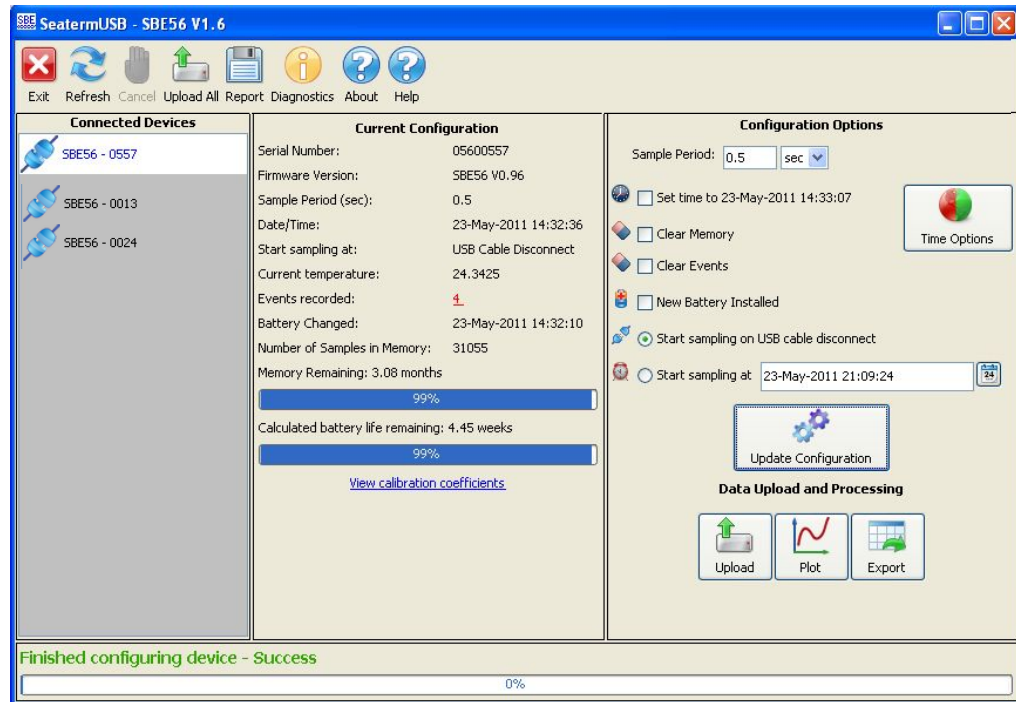 SBE SeatermUSB - SBE56 V1.6
Exit Refresh Cancel Upload All Report Diagnostics About Help
Connected Devices
SBE56 - 0557
SBE56 - 0013
SBE56 - 0024
Current Configuration
Serial Number: 05600557
Firmware Version: SBE56 V0.96
Sample Period (sec): 0.5
Date/Time: 23-May-2011 14:32:36
Start sampling at: USB Cable Disconnect
Current temperature: 24.3425
Events recorded: 4
Battery Changed: 23-May-2011 14:32:10
Number of Samples in Memory: 31055
Memory Remaining: 3.08 months
99%
Calculated battery life remaining: 4.45 weeks
99%
View calibration coefficients
Configuration Options
Sample Period: 0.5 sec
Set time to 23-May-2011 14:33:07
Clear Memory
Time Options
Clear Events
New Battery Installed
Start sampling on USB cable disconnect
Start sampling at 23-May-2011 21:09:24 24
Update Configuration
Data Upload and Processing
Upload Plot Export
Finished configuring device - Success
0%